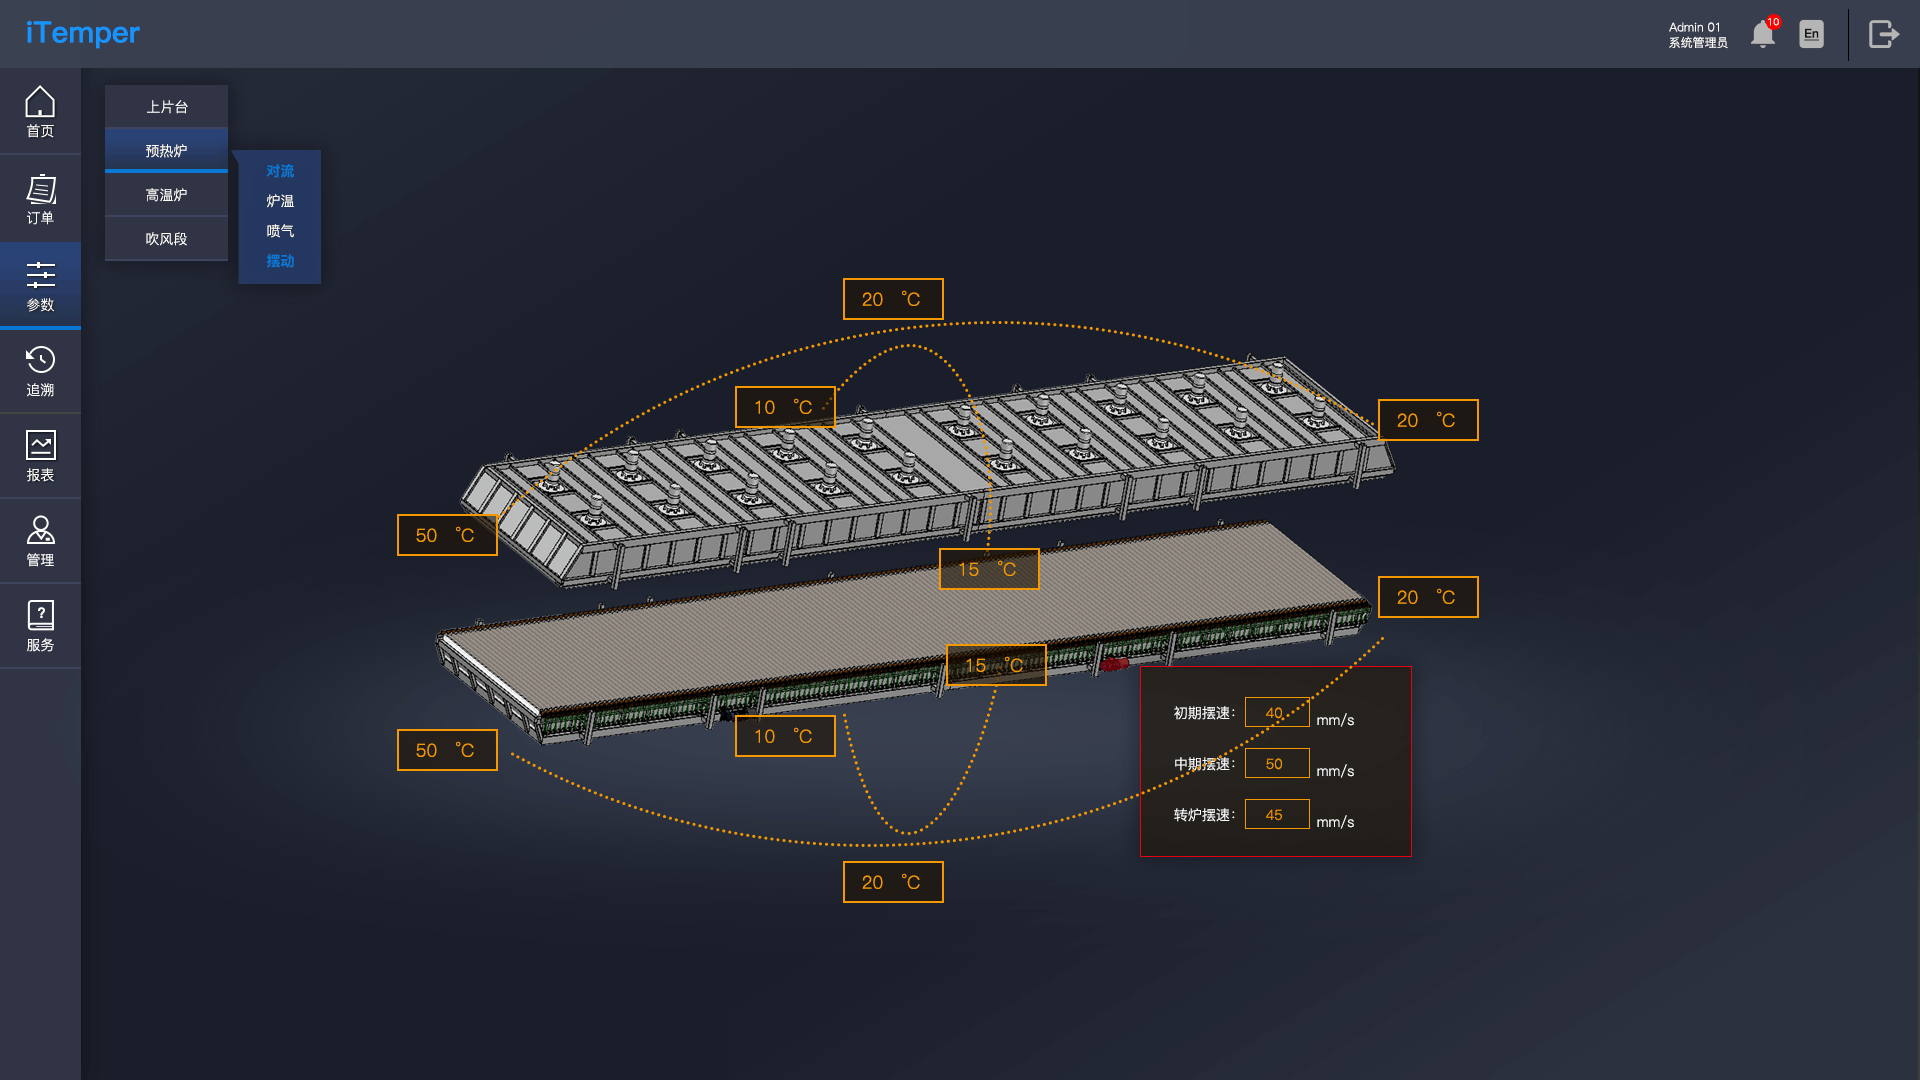 iTemper
Admin 01
系统管理员
10
En
首页
订单
参数
追溯
报表
管理
服务
上片台
预热炉
高温炉
吹风段
对流
炉温
喷气
摆动
20 °C
10 °C
20 °C
50 °C
15 °C
20 °C
15 °C
10 °C
50 °C
20 °C
初期摆速: 40 mm/s
中期摆速: 50 mm/s
转炉摆速: 45 mm/s